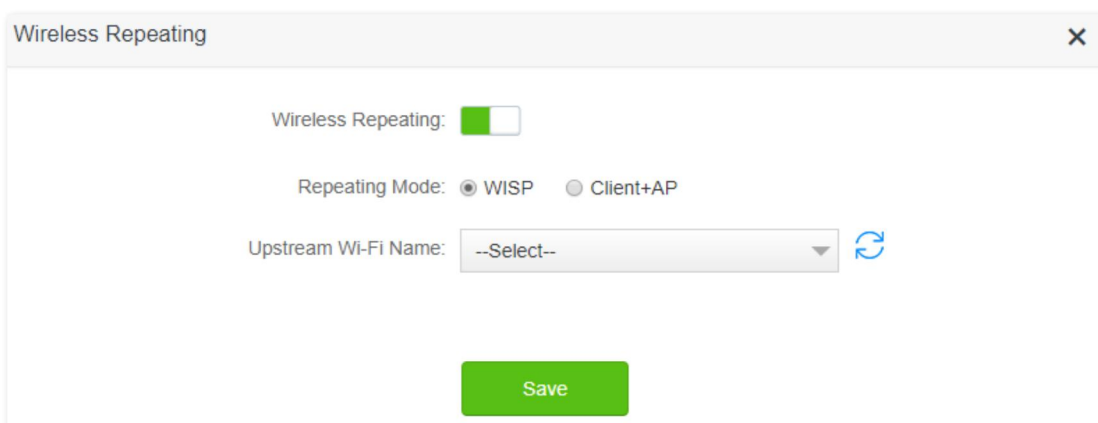 Wireless Repeating
Wireless Repeating:
Repeating Mode: WISP Client+AP
Upstream Wi-Fi Name: --Select--
Save